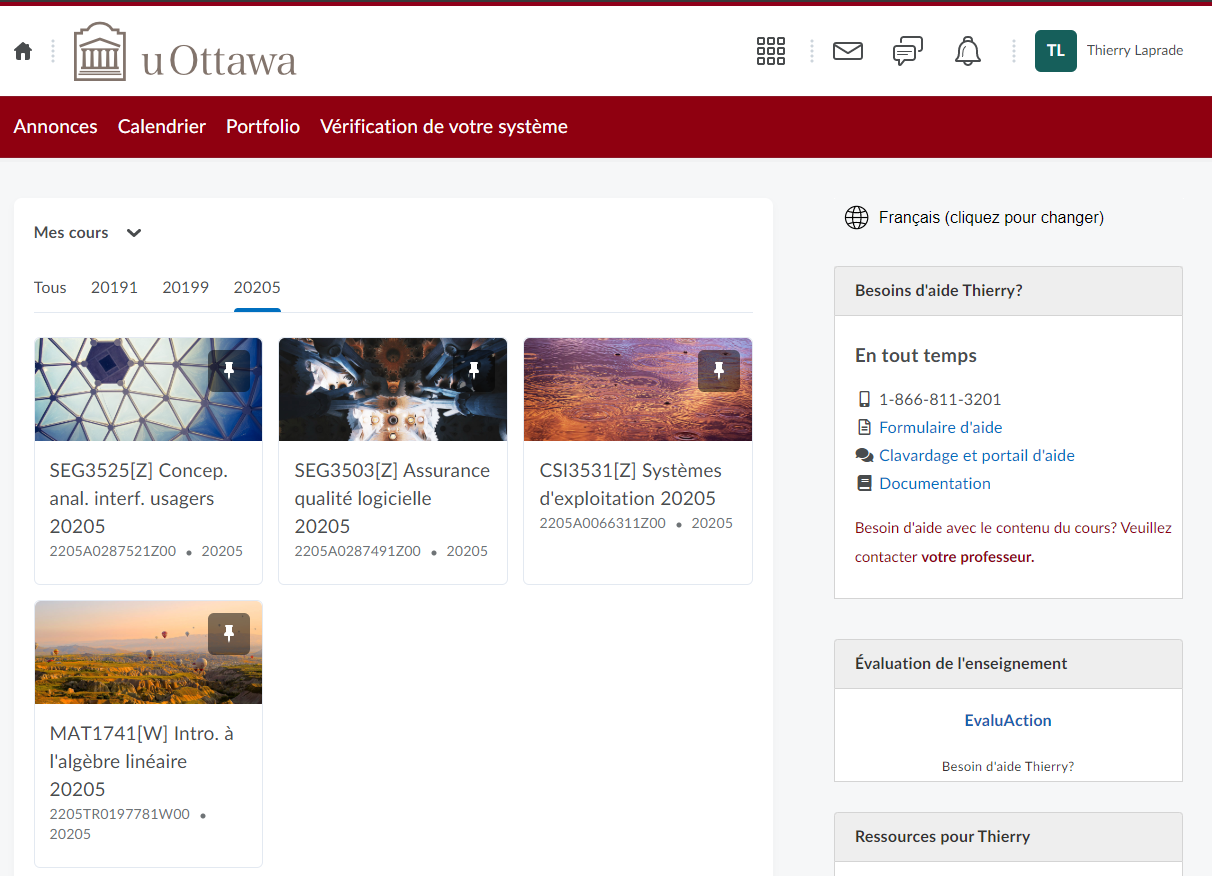 uOttawa
TL
Thierry Laprade
Annonces Calendrier Portfolio Vérification de votre système
Mes cours
Tous 20191 20199 20205
SEG3525[Z] Concep.
anal. interf. usagers
20205
2205A0287521Z00 • 20205
SEG3503[Z] Assurance
qualité logicielle
20205
2205A0287491Z00 • 20205
CSI3531[Z] Systèmes
d'exploitation 20205
2205A0066311Z00 • 20205
MAT1741[W] Intro. à
l'algèbre linéaire
20205
2205TR0197781W00 •
20205
Français (cliquez pour changer)
Besoins d'aide Thierry?
En tout temps
1-866-811-3201
Formulaire d'aide
Clavardage et portail d'aide
Documentation
Besoin d'aide avec le contenu du cours? Veuillez
contacter votre professeur.
Évaluation de l'enseignement
EvaluAction
Besoin d'aide Thierry?
Ressources pour Thierry